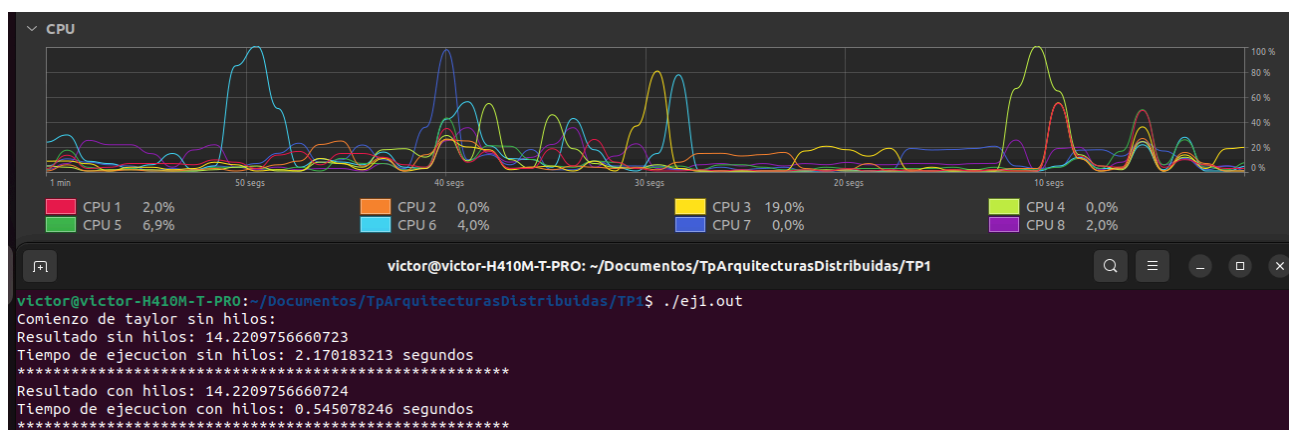 CPU
100 %
80 %
60 %
40 %
20 %
0 %
1 min 50 segs 40 segs 30 segs 20 segs 10 segs
CPU 1 2,0% CPU 2 0,0% CPU 3 19,0% CPU 4 0,0%
CPU 5 6,9% CPU 6 4,0% CPU 7 0,0% CPU 8 2,0%
victor@victor-H410M-T-PRO: ~/Documentos/TpArquitecturasDistribuidas/TP1
victor@victor-H410M-T-PRO:~/Documentos/TpArquitecturasDistribuidas/TP1$ ./ej1.out
Comienzo de taylor sin hilos:
Resultado sin hilos: 14.2209756660723
Tiempo de ejecucion sin hilos: 2.170183213 segundos
*******************************************************
Resultado con hilos: 14.2209756660724
Tiempo de ejecucion con hilos: 0.545078246 segundos
*******************************************************